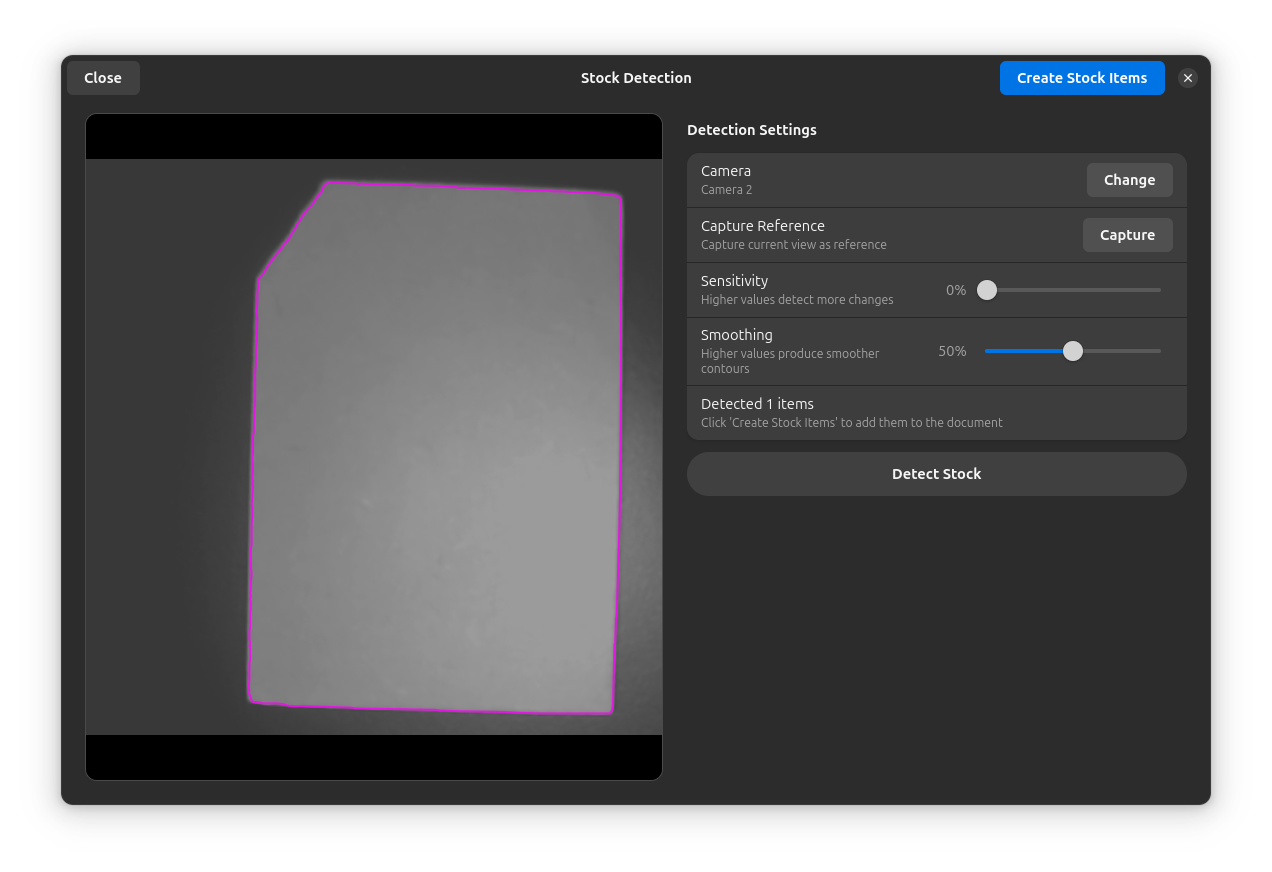 Close
Stock Detection
Create Stock Items
Detection Settings
Camera
Camera 2
Change
Capture Reference
Capture current view as reference
Capture
Sensitivity
Higher values detect more changes
0%
Smoothing
Higher values produce smoother
contours
50%
Detected 1 items
Click 'Create Stock Items' to add them to the document
Detect Stock